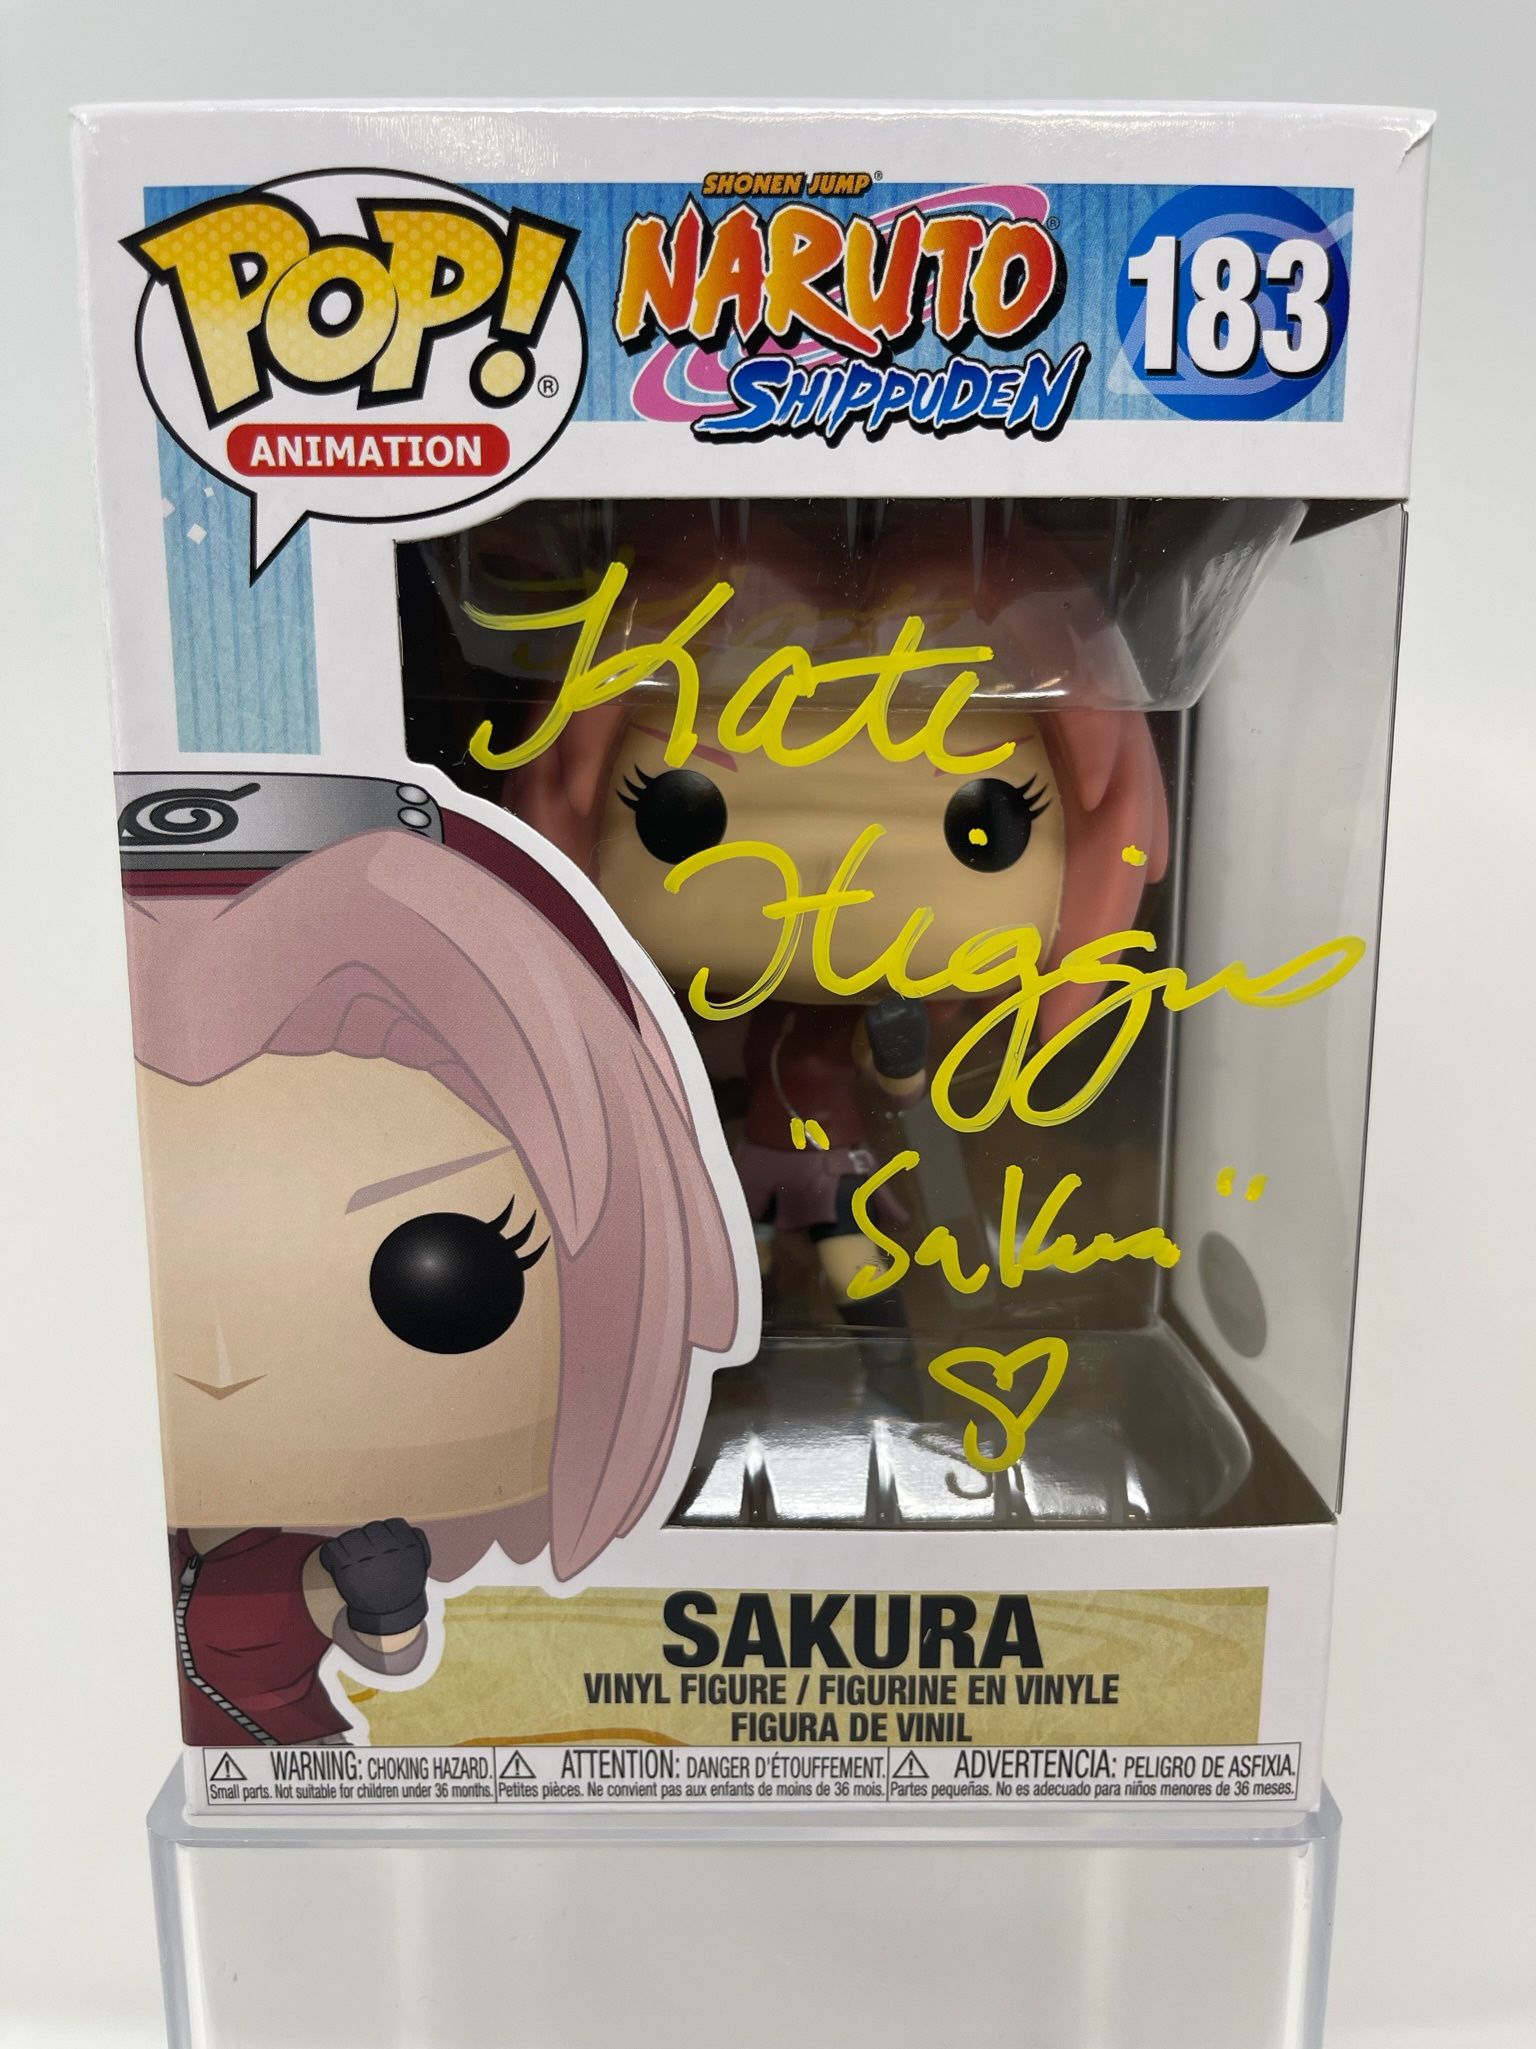 SHONEN JUMP®
POP!®
NARUTO®
183
SHIPPUDEN
ANIMATION
Kate
Higgins
"Sakura"
SAKURA
VINYL FIGURE / FIGURINE EN VINYLE
FIGURA DE VINIL
WARNING: CHOKING HAZARD.
Small parts. Not suitable for children under 36 months.
ATTENTION: DANGER D'ÉTOUFFEMENT.
Petites pièces. Ne convient pas aux enfants de moins de 36 mois.
ADVERTENCIA: PELIGRO DE ASFIXIA.
Partes pequeñas. No es adecuado para niños menores de 36 meses.